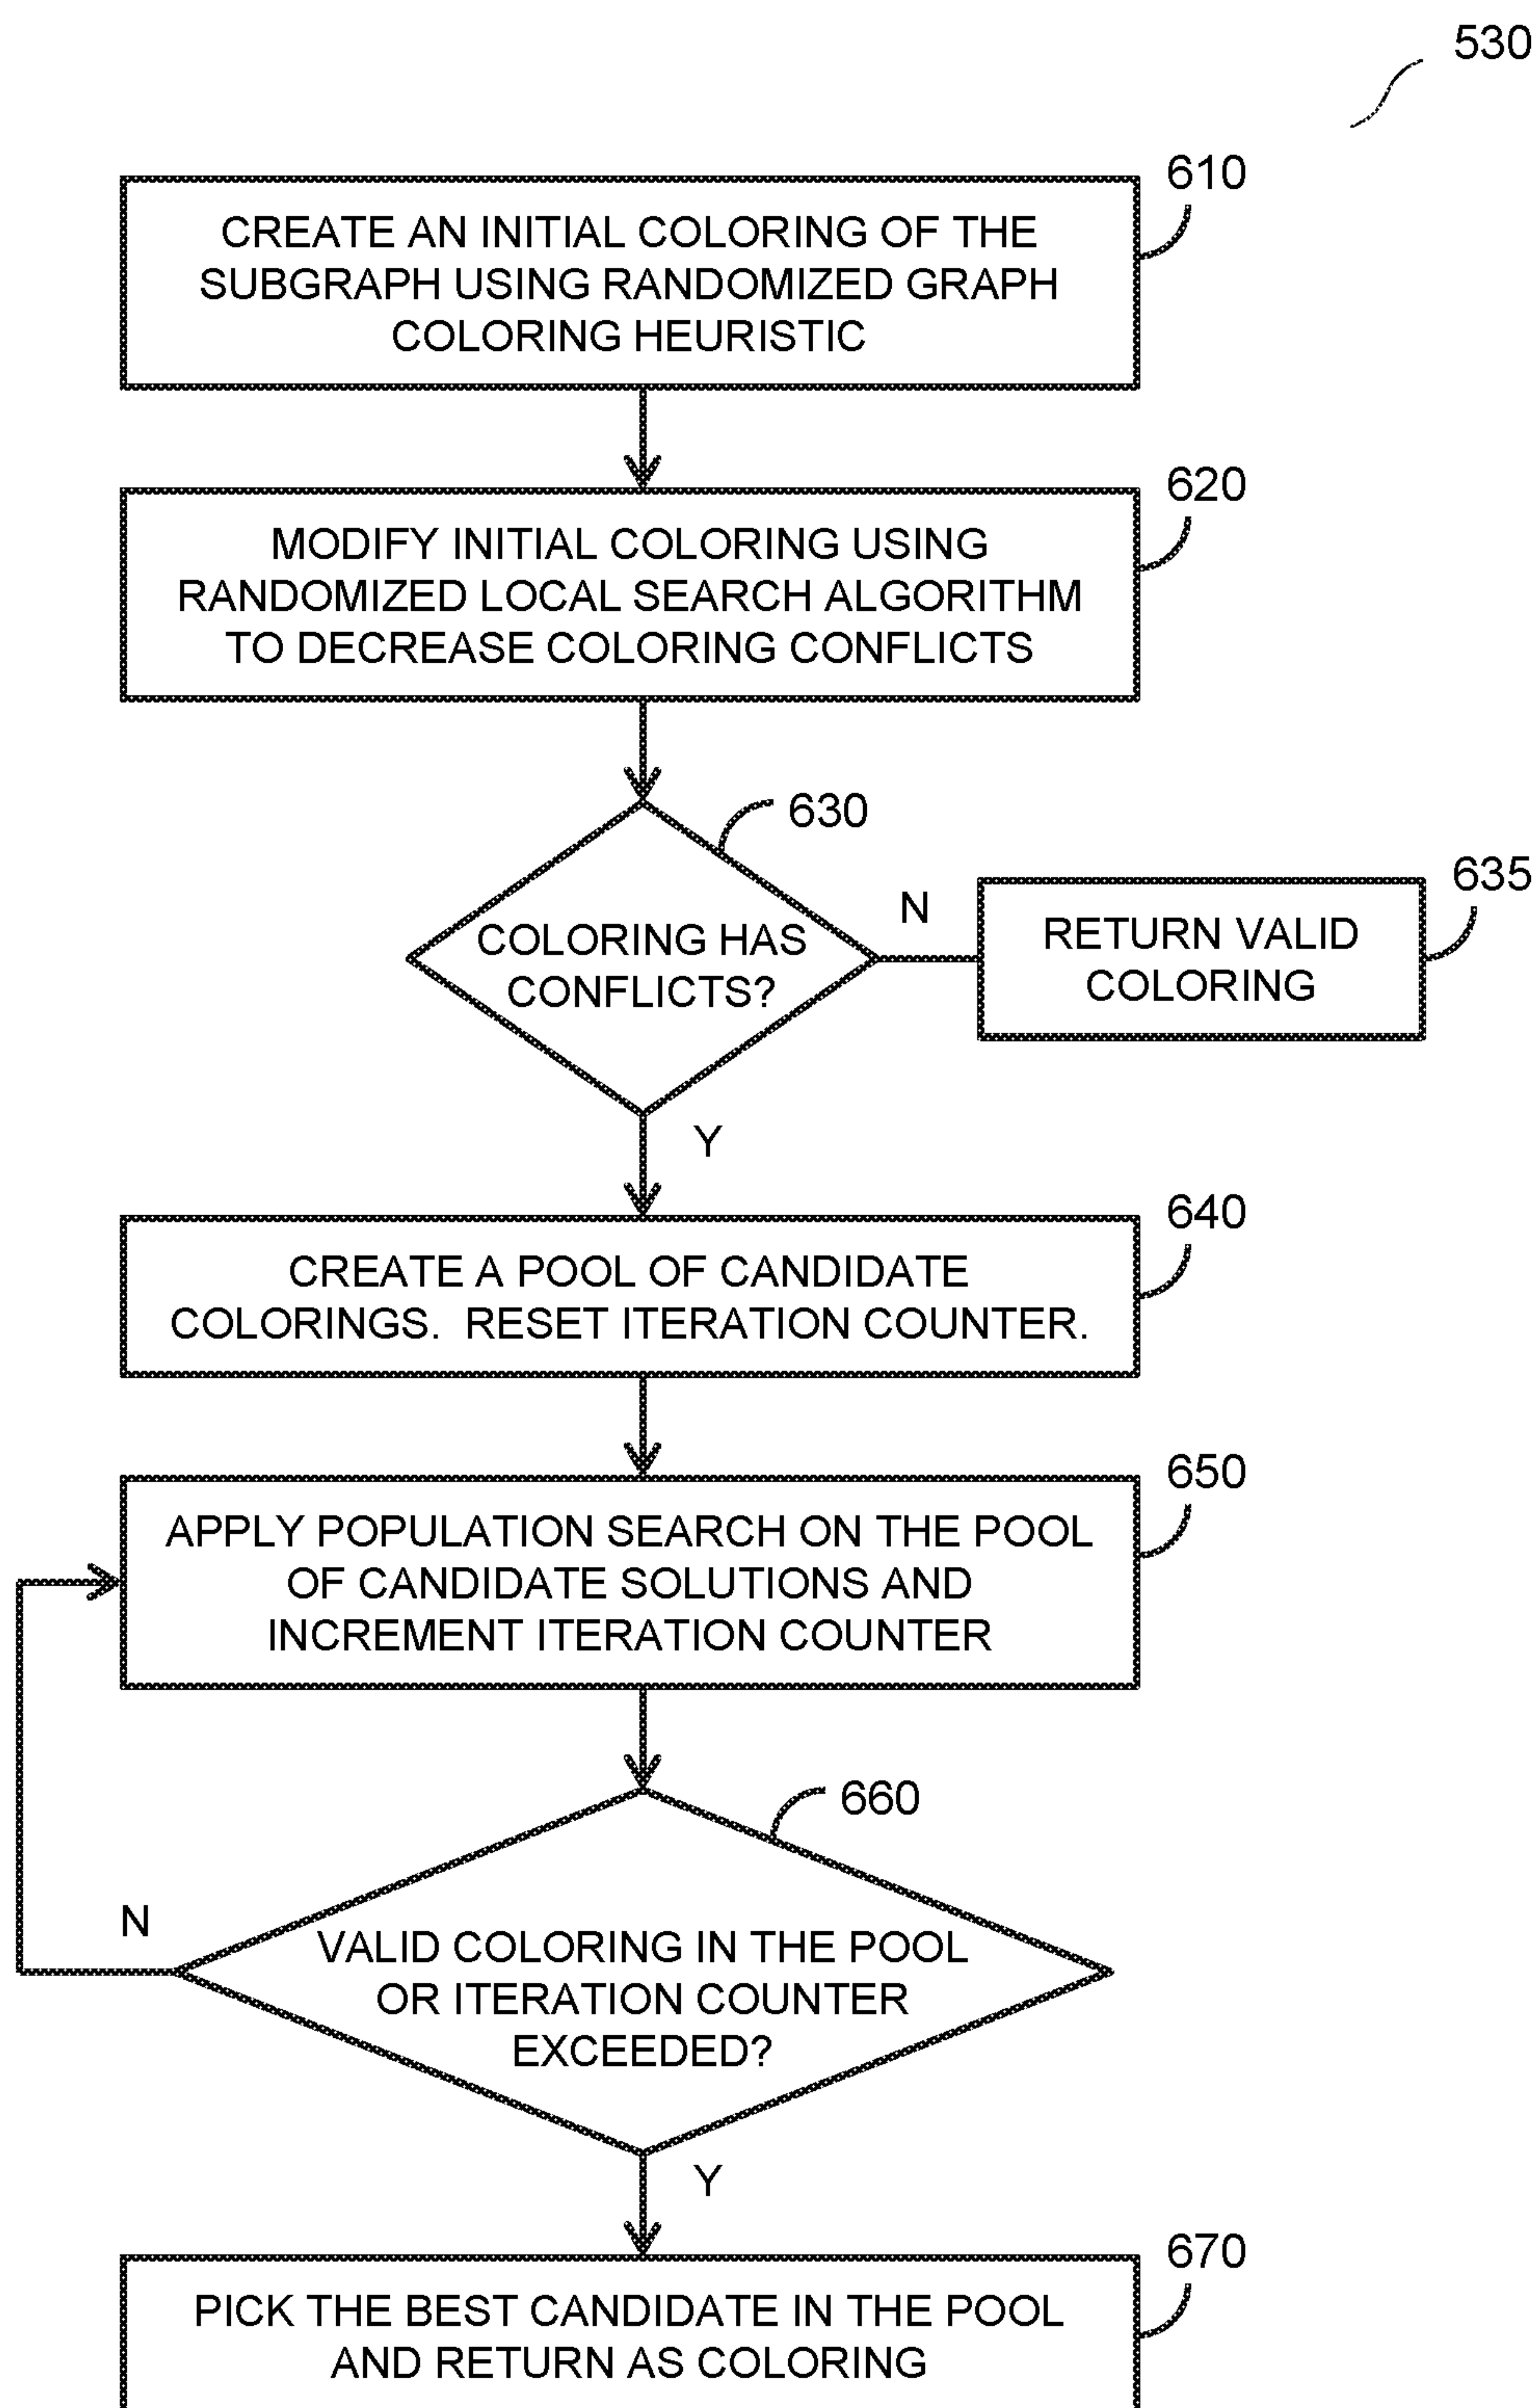 530
610
CREATE AN INITIAL COLORING OF THE
SUBGRAPH USING RANDOMIZED GRAPH
COLORING HEURISTIC
620
MODIFY INITIAL COLORING USING
RANDOMIZED LOCAL SEARCH ALGORITHM
TO DECREASE COLORING CONFLICTS
630
COLORING HAS
CONFLICTS?
N
635
RETURN VALID
COLORING
Y
640
CREATE A POOL OF CANDIDATE
COLORINGS.  RESET ITERATION COUNTER.
650
APPLY POPULATION SEARCH ON THE POOL
OF CANDIDATE SOLUTIONS AND
INCREMENT ITERATION COUNTER
660
N
VALID COLORING IN THE POOL
OR ITERATION COUNTER
EXCEEDED?
Y
670
PICK THE BEST CANDIDATE IN THE POOL
AND RETURN AS COLORING